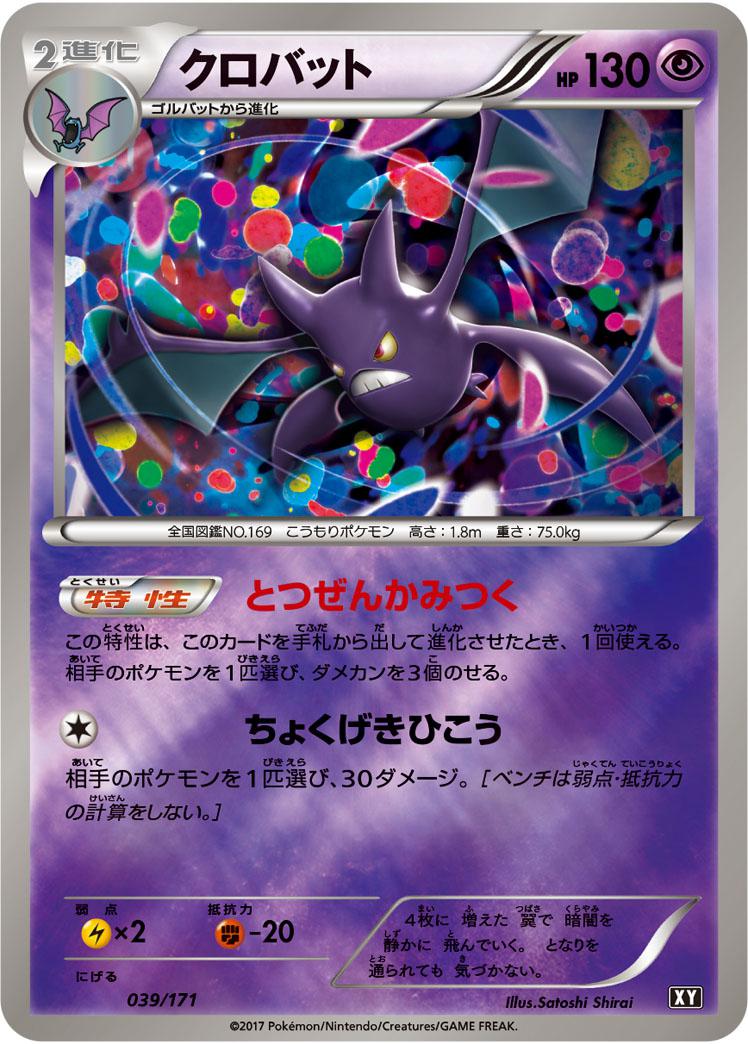 2進化
クロバット
HP 130
ゴルバットから進化
全国図鑑NO.169 こうもりポケモン 高さ：1.8m 重さ：75.0kg
とくせい
特性 とつぜんかみつく
この特性は、このカードを手札から出して進化させたとき、1回使える。
相手のポケモンを1匹選び、ダメカンを3個のせる。
ちょくげきひこう
相手のポケモンを1匹選び、30ダメージ。［ベンチは弱点・抵抗力
の計算をしない。］
弱点 抵抗力
×2 -20
にげる
4枚に 増えた 翼で 暗闇を
静かに 飛んでいく。 となりを
通られても 気づかない。
039/171 Illus.Satoshi Shirai XY
©2017 Pokémon/Nintendo/Creatures/GAME FREAK.